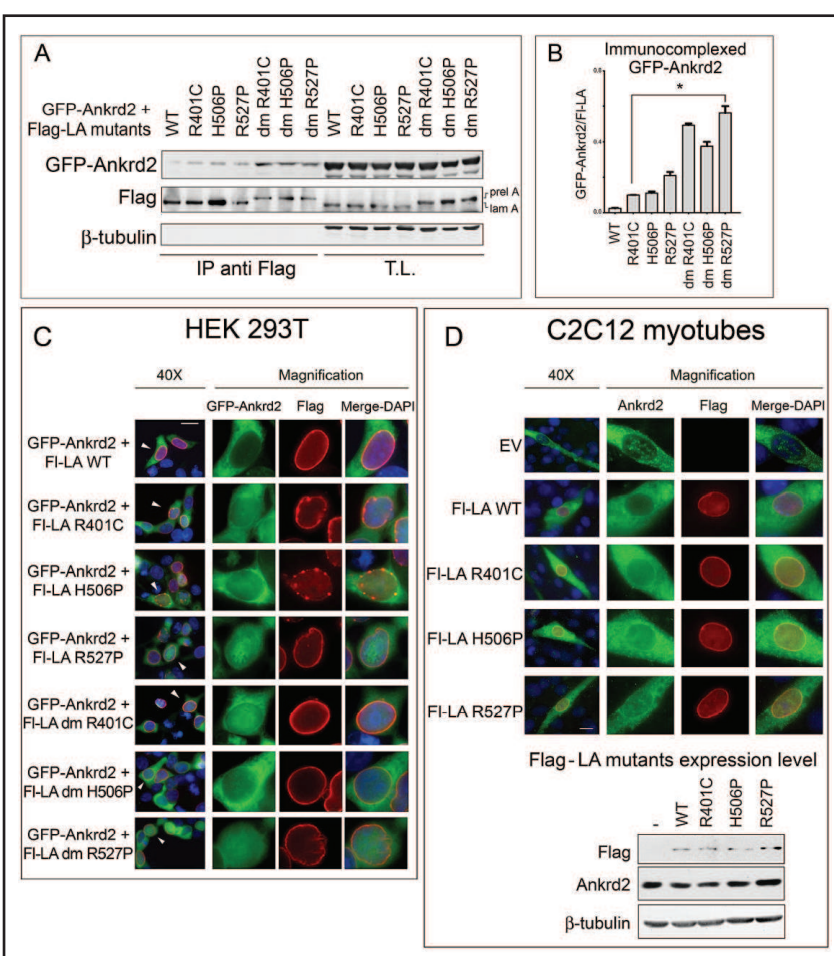 A
GFP-Ankrd2 +
Flag-LA mutants
WT
R401C
H506P
R527P
dm R401C
dm H506P
dm R527P
WT
R401C
H506P
R527P
dm R401C
dm H506P
dm R527P
GFP-Ankrd2
Flag
prel A
lam A
β-tubulin
IP anti Flag
T.L.
B
Immunocomplexed
GFP-Ankrd2
GFP-Ankrd2/Fl-LA
0.8
0.4
0.0
*
WT
R401C
H506P
R527P
dm R401C
dm H506P
dm R527P
C
HEK 293T
40X
Magnification
GFP-Ankrd2
Flag
Merge-DAPI
GFP-Ankrd2 +
Fl-LA WT
GFP-Ankrd2 +
Fl-LA R401C
GFP-Ankrd2 +
Fl-LA H506P
GFP-Ankrd2 +
Fl-LA R527P
GFP-Ankrd2 +
Fl-LA dm R401C
GFP-Ankrd2 +
Fl-LA dm H506P
GFP-Ankrd2 +
Fl-LA dm R527P
D
C2C12 myotubes
40X
Magnification
Ankrd2
Flag
Merge-DAPI
EV
Fl-LA WT
Fl-LA R401C
Fl-LA H506P
Fl-LA R527P
Flag-LA mutants expression level
-
WT
R401C
H506P
R527P
Flag
Ankrd2
β-tubulin